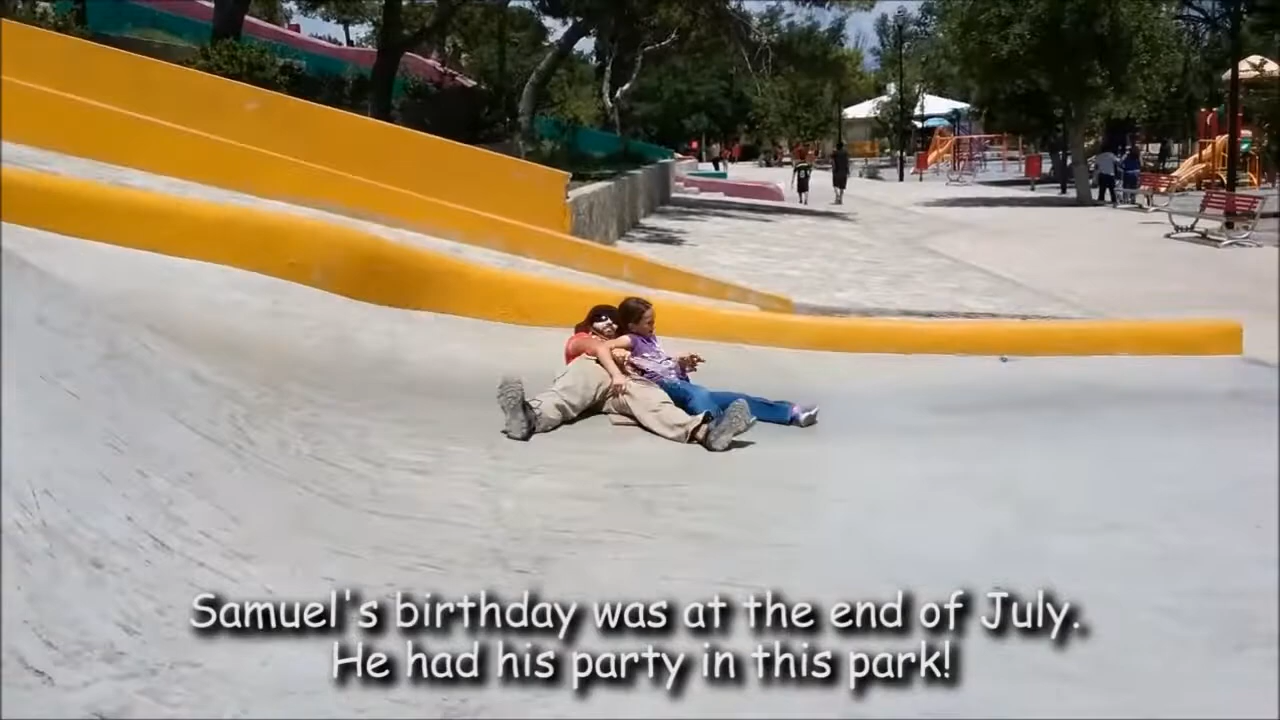 Samuel's birthday was at the end of July.
He had his party in this park!